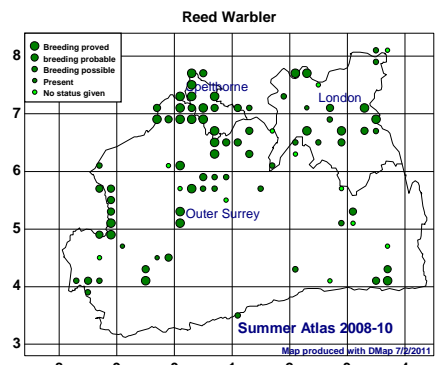 Reed Warbler
Breeding proved
breeding probable
Breeding possible
Present
No status given
8
7
6
5
4
3
Spelthorne
London
Outer Surrey
Summer Atlas 2008-10
Map produced with DMap 7/2/2011